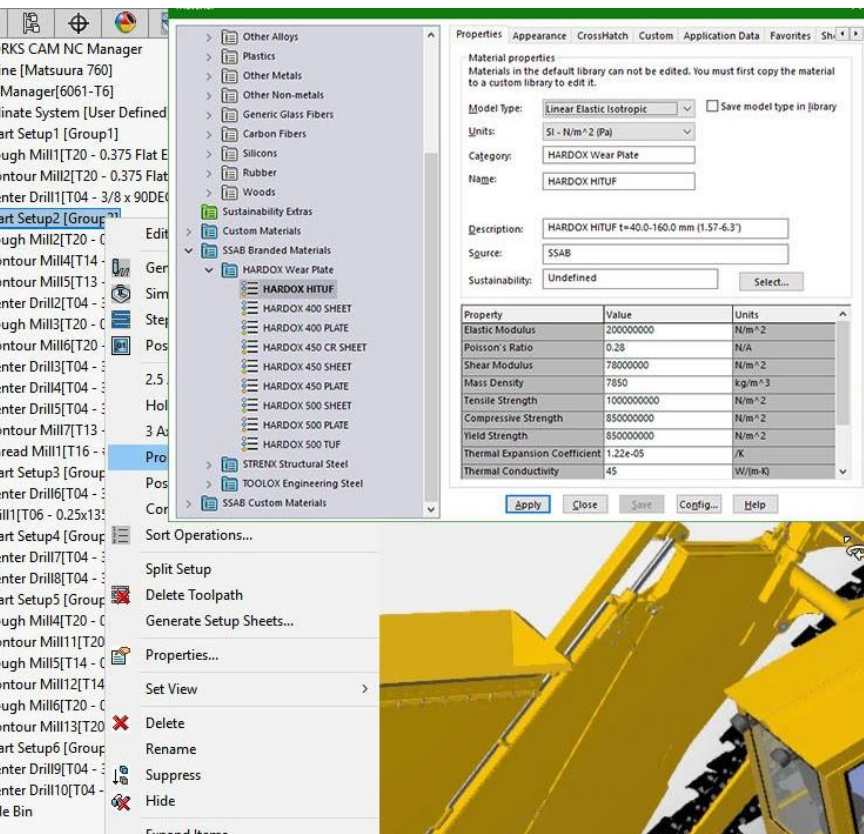 RKS CAM NC Manager
ine [Matsuura 760]
Manager[6061-T6]
inate System [User Defined
art Setup1 [Group1]
ugh Mill1[T20 - 0.375 Flat E
ontour Mill2[T20 - 0.375 Flat
enter Drill1[T04 - 3/8 x 90DE
art Setup2 [Group2]
ugh Mill2[T20 - 0
ontour Mill4[T14 -
ontour Mill5[T13 -
enter Drill2[T04 - 3
ugh Mill3[T20 - 0
ontour Mill6[T20 -
enter Drill3[T04 - 3
enter Drill4[T04 - 3
enter Drill5[T04 - 3
ontour Mill7[T13 -
read Mill1[T16 -
art Setup3 [Group
enter Drill6[T04 - 3
ill1[T06 - 0.25x135
art Setup4 [Group
enter Drill7[T04 - 3
enter Drill8[T04 - 3
art Setup5 [Group
ugh Mill4[T20 - 0
ontour Mill11[T20
ugh Mill5[T14 - 0
ontour Mill12[T14
ugh Mill6[T20 - 0
ontour Mill13[T20
art Setup6 [Group
enter Drill9[T04 - 3
enter Drill10[T04 -
le Bin
Edit
Gen
Sim
Step
Pos
2.5
Hol
3 Ax
Pro
Pos
Cor
Sort Operations...
Split Setup
Delete Toolpath
Generate Setup Sheets...
Properties...
Set View
Delete
Rename
Suppress
Hide
Expand Items
Other Alloys
Plastics
Other Metals
Other Non-metals
Generic Glass Fibers
Carbon Fibers
Silicons
Rubber
Woods
Sustainability Extras
Custom Materials
SSAB Branded Materials
HARDOX Wear Plate
HARDOX HITUF
HARDOX 400 SHEET
HARDOX 400 PLATE
HARDOX 450 CR SHEET
HARDOX 450 SHEET
HARDOX 450 PLATE
HARDOX 500 SHEET
HARDOX 500 PLATE
HARDOX 500 TUF
STRENX Structural Steel
TOOLOX Engineering Steel
SSAB Custom Materials
Properties Appearance CrossHatch Custom Application Data Favorites Sh
Material properties
Materials in the default library can not be edited. You must first copy the material
to a custom library to edit it.
Model Type: Linear Elastic Isotropic Save model type in library
Units: SI - N/m^2 (Pa)
Category: HARDOX Wear Plate
Name: HARDOX HITUF
Description: HARDOX HITUF t=40.0-160.0 mm (1.57-6.3")
Source: SSAB
Sustainability: Undefined Select...
Property Value Units
Elastic Modulus 200000000 N/m^2
Poisson's Ratio 0.28 N/A
Shear Modulus 78000000 N/m^2
Mass Density 7850 kg/m^3
Tensile Strength 1000000000 N/m^2
Compressive Strength 850000000 N/m^2
Yield Strength 850000000 N/m^2
Thermal Expansion Coefficient 1.22e-05 /K
Thermal Conductivity 45 W/(m·K)
Apply Close Save Config... Help